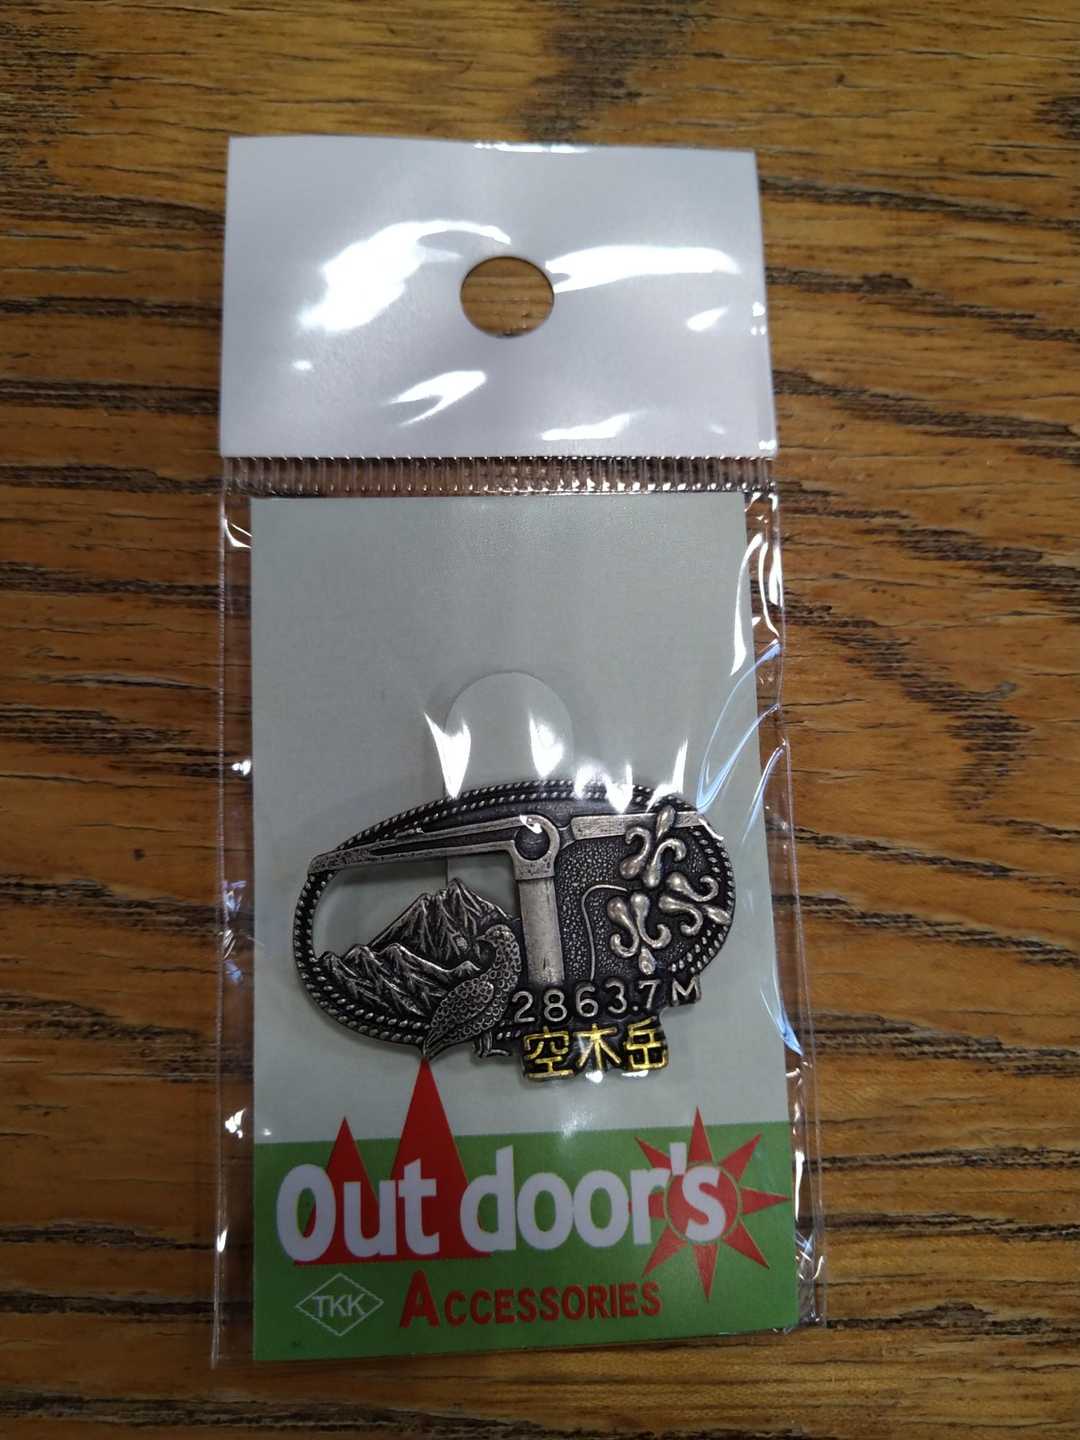 2863.7M
空木岳
Out door's
TKK
ACCESSORIES